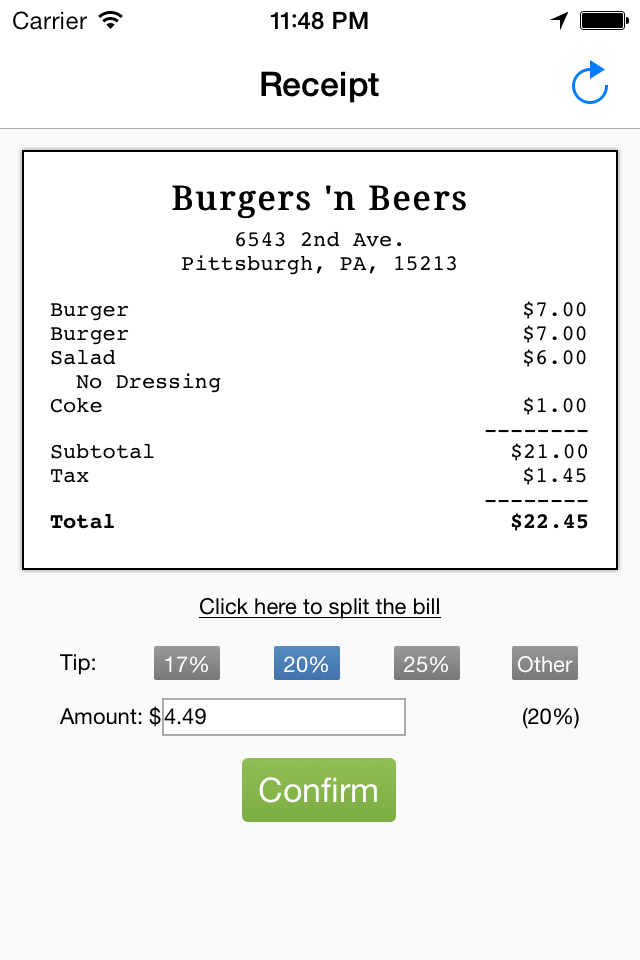 Carrier 11:48 PM
Receipt
Burgers 'n Beers
6543 2nd Ave.
Pittsburgh, PA, 15213
Burger $7.00
Burger $7.00
Salad $6.00
No Dressing
Coke $1.00
--------
Subtotal $21.00
Tax $1.45
--------
Total $22.45
Click here to split the bill
Tip: 17% 20% 25% Other
Amount: $4.49 (20%)
Confirm